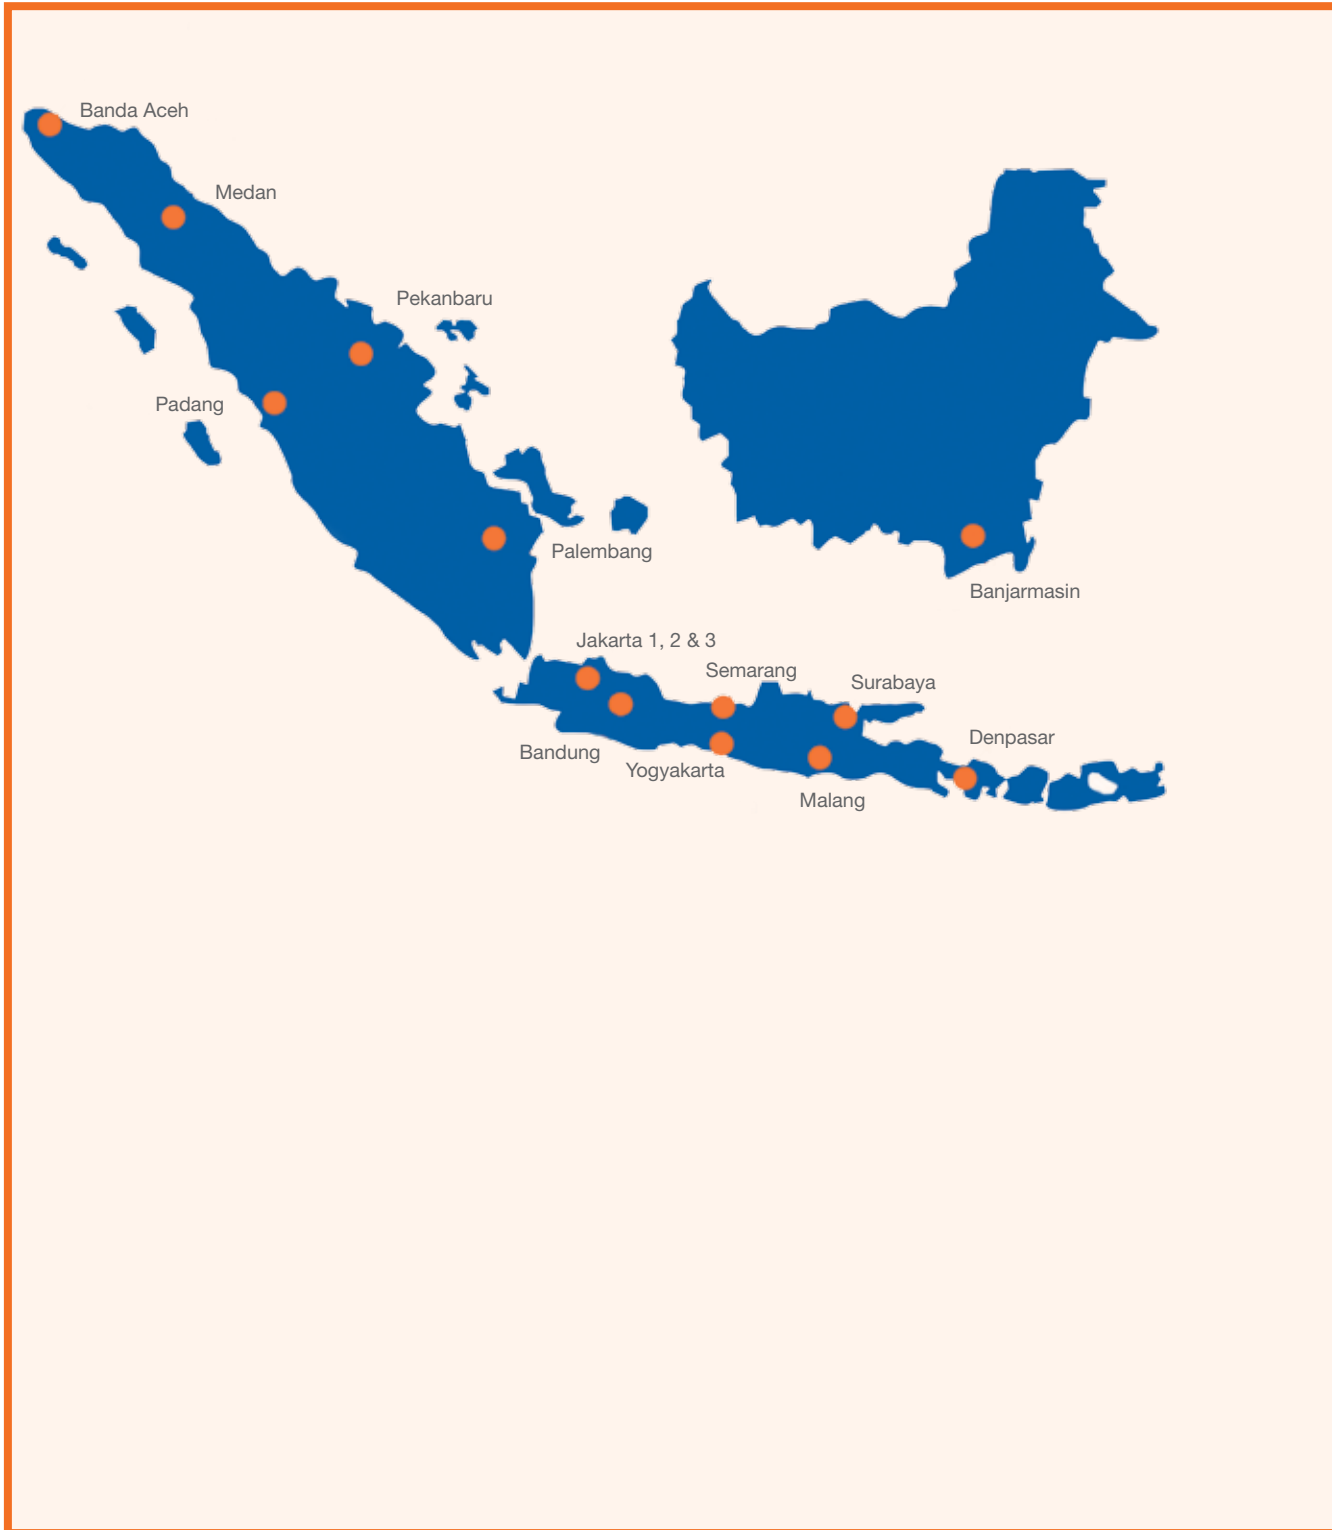 Banda Aceh
Medan
Pekanbaru
Padang
Palembang
Banjarmasin
Jakarta 1, 2 & 3
Semarang
Surabaya
Denpasar
Bandung
Yogyakarta
Malang